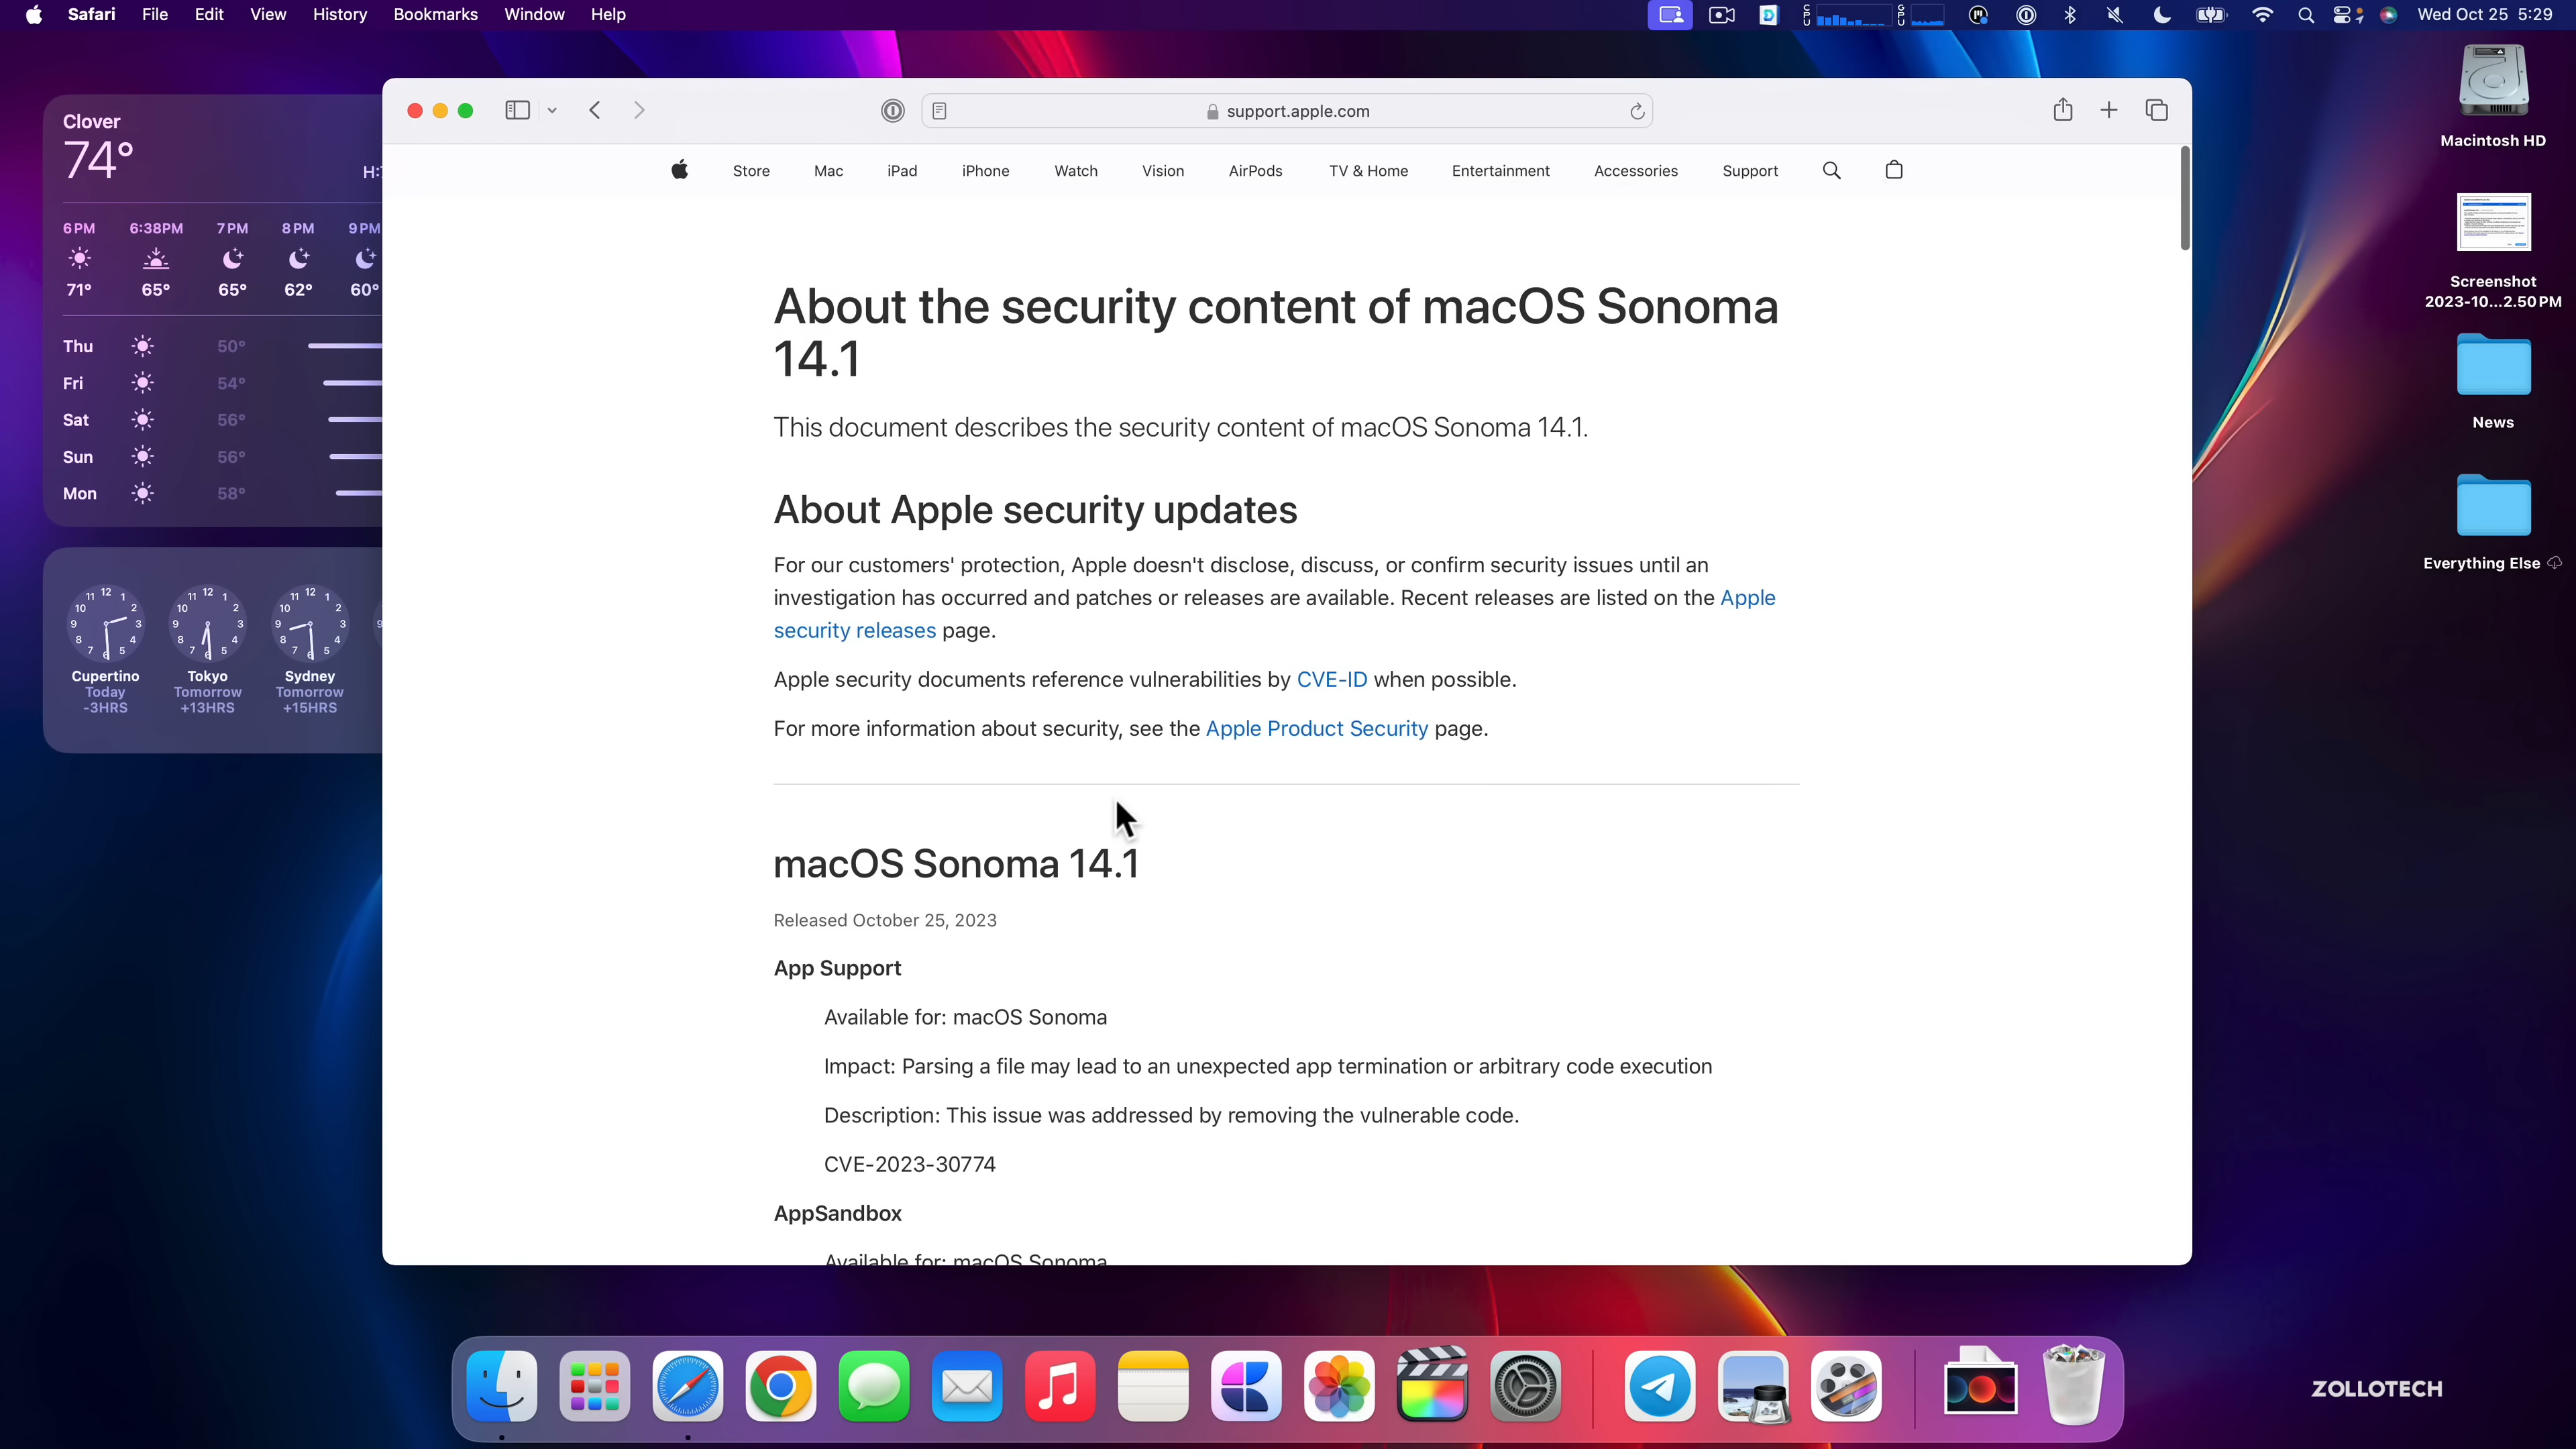 Safari File Edit View History Bookmarks Window Help
CPU GPU Wed Oct 25 5:29
Clover
74°
H:
6PM 6:38PM 7PM 8PM 9PM
71° 65° 65° 62° 60°
Thu 50°
Fri 54°
Sat 56°
Sun 56°
Mon 58°
Cupertino Tokyo Sydney
Today Tomorrow Tomorrow
-3HRS +13HRS +15HRS
support.apple.com
Store Mac iPad iPhone Watch Vision AirPods TV & Home Entertainment Accessories Support
About the security content of macOS Sonoma
14.1
This document describes the security content of macOS Sonoma 14.1.
About Apple security updates
For our customers' protection, Apple doesn't disclose, discuss, or confirm security issues until an
investigation has occurred and patches or releases are available. Recent releases are listed on the Apple
security releases page.
Apple security documents reference vulnerabilities by CVE-ID when possible.
For more information about security, see the Apple Product Security page.
macOS Sonoma 14.1
Released October 25, 2023
App Support
Available for: macOS Sonoma
Impact: Parsing a file may lead to an unexpected app termination or arbitrary code execution
Description: This issue was addressed by removing the vulnerable code.
CVE-2023-30774
AppSandbox
Available for: macOS Sonoma
Macintosh HD
Screenshot
2023-10...2.50 PM
News
Everything Else
ZOLLOTECH